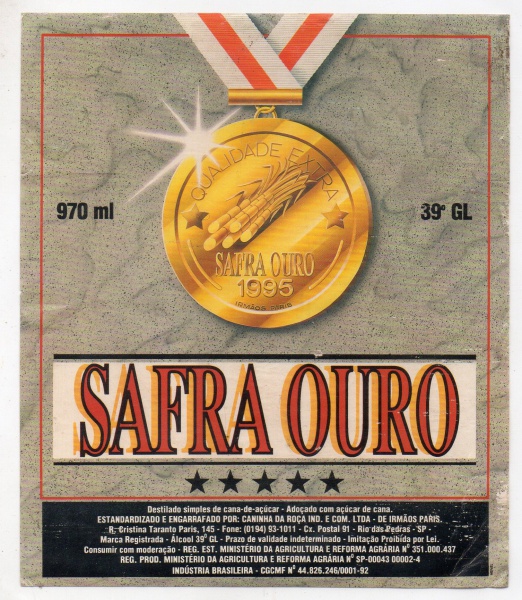 QUALIDADE EXTRA
970 ml
39º GL
SAFRA OURO
1995
IRMÃOS PARIS
SAFRA OURO
Destilado simples de cana-de-açúcar - Adoçado com açúcar de cana.
ESTANDARDIZADO E ENGARRAFADO POR: CANINHA DA ROÇA IND. E COM. LTDA - DE IRMÃOS PARIS.
R. Cristina Taranto Paris, 145 - Fone: (0194) 93-1011 - Cx. Postal 91 - Rio das Pedras - SP -
Marca Registrada - Álcool 39º GL - Prazo de validade indeterminado - Imitação Proibida por Lei.
Consumir com moderação - REG. EST. MINISTÉRIO DA AGRICULTURA E REFORMA AGRÁRIA Nº 351.000.437
REG. PROD. MINISTÉRIO DA AGRICULTURA E REFORMA AGRÁRIA Nº SP-00043 00002-4
INDÚSTRIA BRASILEIRA - CGCMF Nº 44.826.246/0001-92